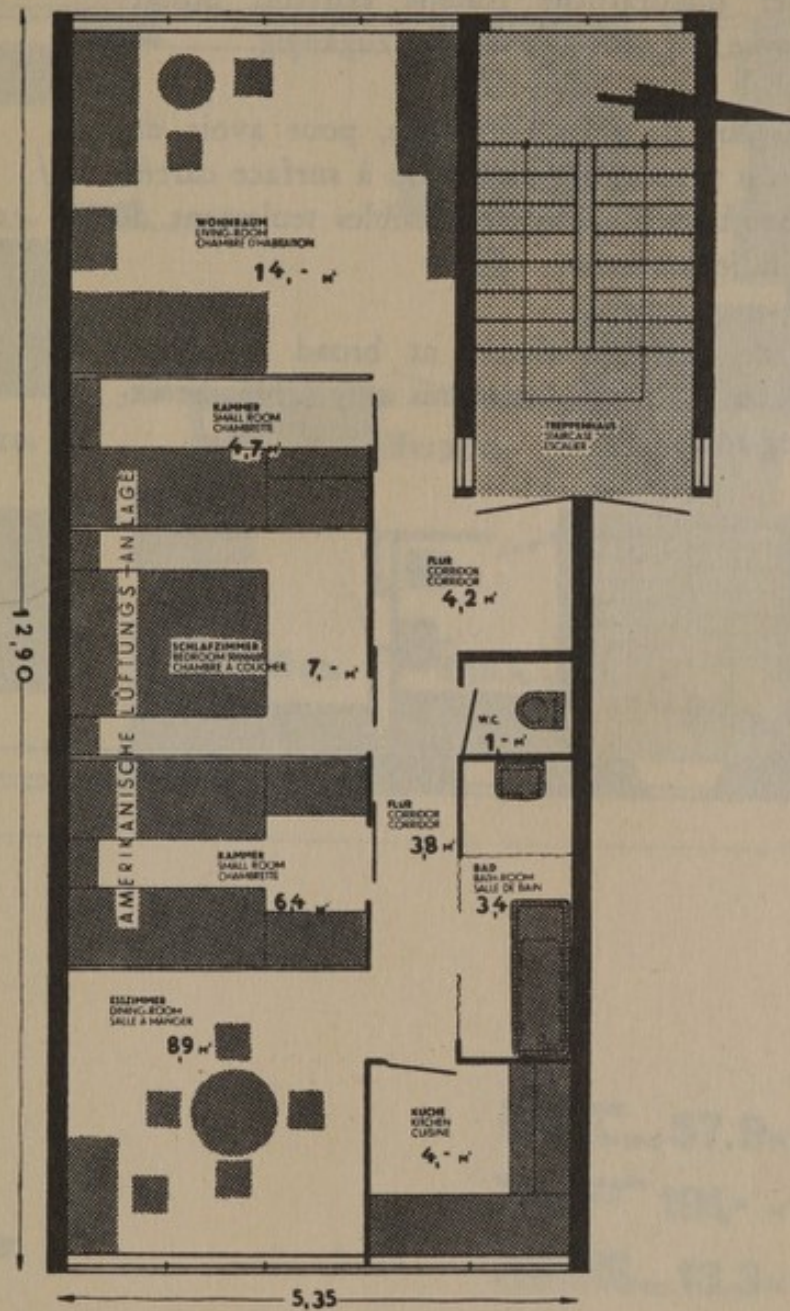 WOHNRAUM
LIVING-ROOM
CHAMBRE D'HABITATION
14,- M²
KAMMER
SMALL ROOM
CHAMBRETTE
4,7 M²
TREPPENHAUS
STAIRCASE
ESCALIER
FLUR
CORRIDOR
CORRIDOR
4,2 M²
SCHLAFZIMMER
BEDROOM
CHAMBRE À COUCHER
7,- M²
W.C.
1,- M²
AMERIKANISCHE LÜFTUNGS-ANLAGE
FLUR
CORRIDOR
CORRIDOR
3,8 M²
KAMMER
SMALL ROOM
CHAMBRETTE
6,4 M²
BAD
BATH-ROOM
SALLE DE BAIN
3,4
ESSZIMMER
DINING-ROOM
SALLE À MANGER
8,9 M²
KÜCHE
KITCHEN
CUISINE
4,- M²
12,90
5,35